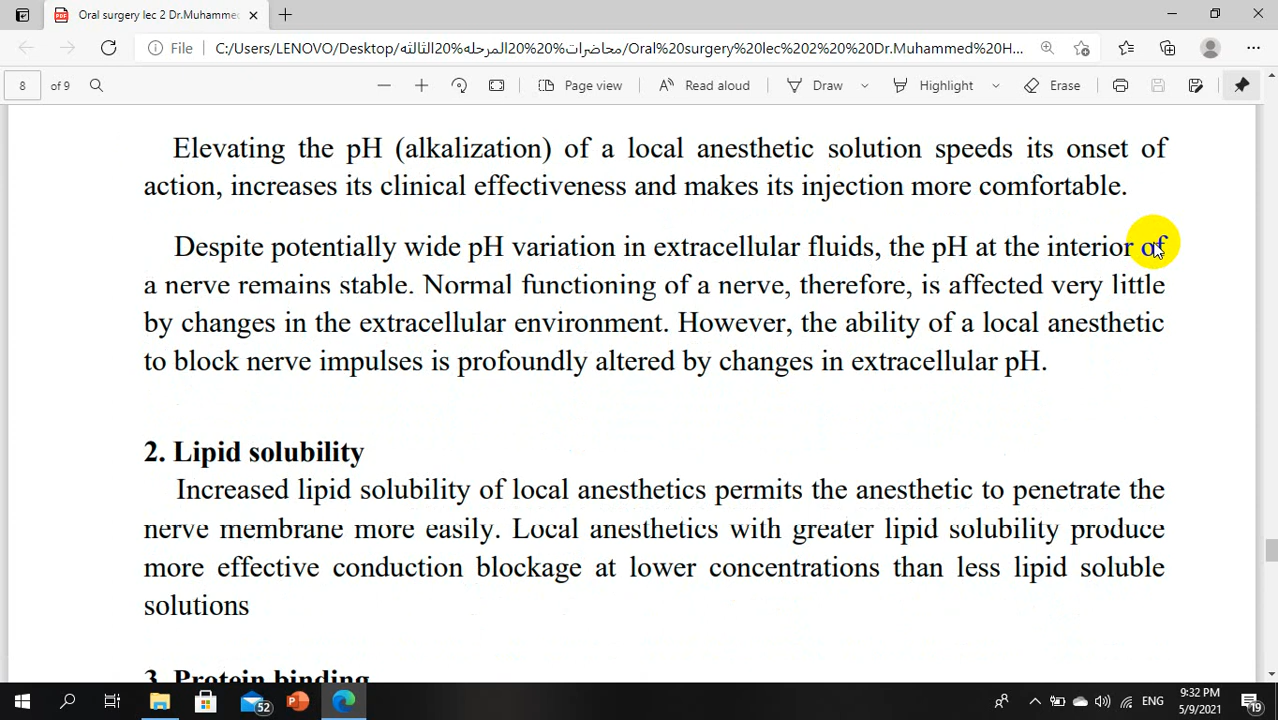 Oral surgery lec 2 Dr.Muhammed
File C:/Users/LENOVO/Desktop/محاضرات%20%20المرحله%20الثالثه/Oral%20surgery%20lec%202%20%20Dr.Muhammed%20H...
8 of 9 Page view Read aloud Draw Highlight Erase
Elevating the pH (alkalization) of a local anesthetic solution speeds its onset of
action, increases its clinical effectiveness and makes its injection more comfortable.
Despite potentially wide pH variation in extracellular fluids, the pH at the interior of
a nerve remains stable. Normal functioning of a nerve, therefore, is affected very little
by changes in the extracellular environment. However, the ability of a local anesthetic
to block nerve impulses is profoundly altered by changes in extracellular pH.
2. Lipid solubility
Increased lipid solubility of local anesthetics permits the anesthetic to penetrate the
nerve membrane more easily. Local anesthetics with greater lipid solubility produce
more effective conduction blockage at lower concentrations than less lipid soluble
solutions
3. Protein binding
52 ENG 9:32 PM
5/9/2021 19